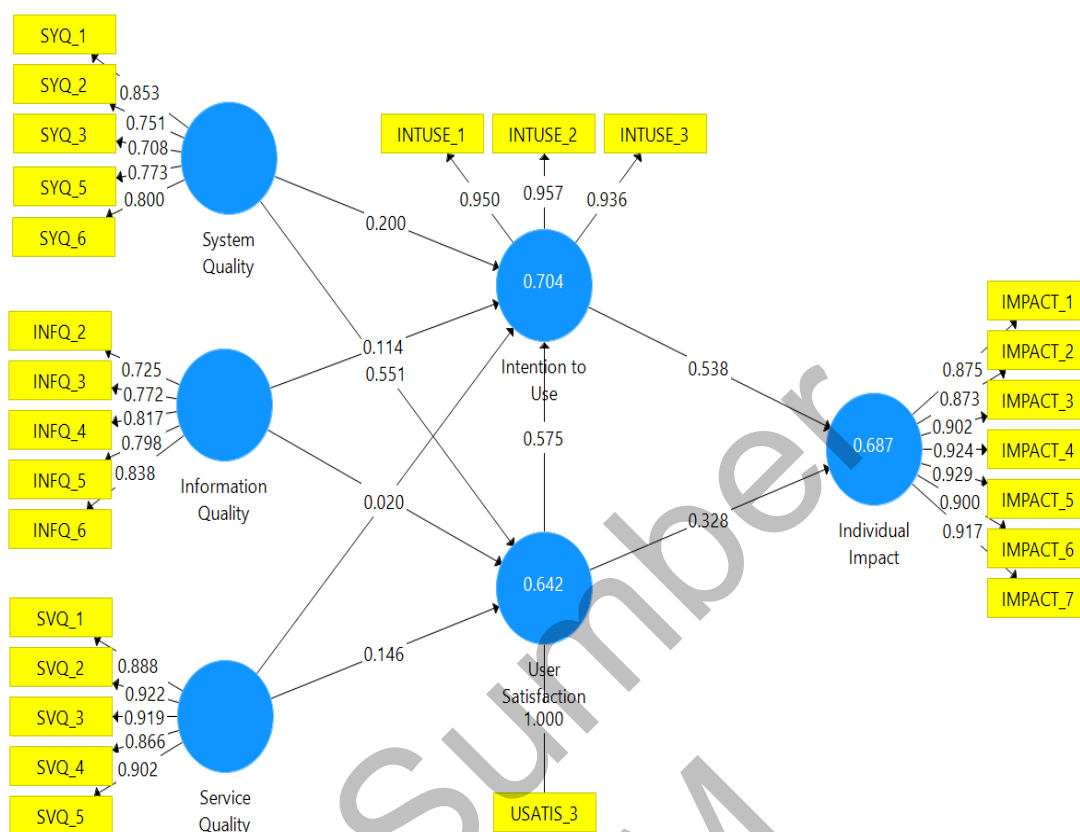 SYQ_1
SYQ_2
SYQ_3
SYQ_5
SYQ_6
0.853
0.751
0.708
0.773
0.800
System
Quality
INFQ_2
INFQ_3
INFQ_4
INFQ_5
INFQ_6
0.725
0.772
0.817
0.798
0.838
Information
Quality
SVQ_1
SVQ_2
SVQ_3
SVQ_4
SVQ_5
0.888
0.922
0.919
0.866
0.902
Service
Quality
0.200
0.114
0.551
0.020
0.146
INTUSE_1
INTUSE_2
INTUSE_3
0.950
0.957
0.936
0.704
Intention to
Use
0.575
0.642
User
Satisfaction
1.000
USATIS_3
0.538
0.328
0.687
Individual
Impact
0.875
0.873
0.902
0.924
0.929
0.900
0.917
IMPACT_1
IMPACT_2
IMPACT_3
IMPACT_4
IMPACT_5
IMPACT_6
IMPACT_7
Sumber